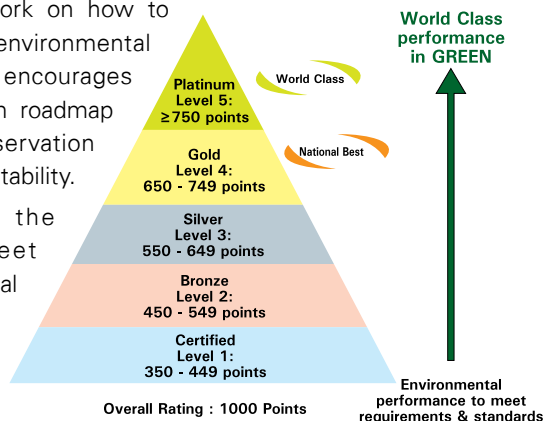 ork on how to
environmental
encourages
roadmap
servation
tability.
the
eet
al
Platinum
Level 5:
≥750 points
World Class
Gold
Level 4:
650 - 749 points
National Best
Silver
Level 3:
550 - 649 points
Bronze
Level 2:
450 - 549 points
Certified
Level 1:
350 - 449 points
Overall Rating : 1000 Points
World Class
performance
in GREEN
Environmental
performance to meet
requirements & standards